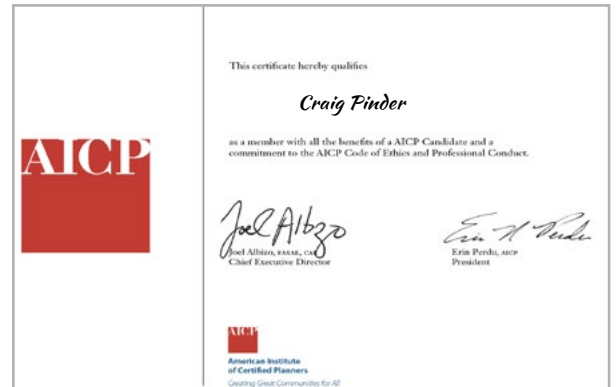 AICP
This certificate hereby qualifies
Craig Pinder
as a member with all the benefits of a AICP Candidate and a
commitment to the AICP Code of Ethics and Professional Conduct.
Joel Albizo
Joel Albizo, FASAE, CAE
Chief Executive Director
Erin N Perdu
Erin Perdu, AICP
President
AICP
American Institute
of Certified Planners
Creating Great Communities for All